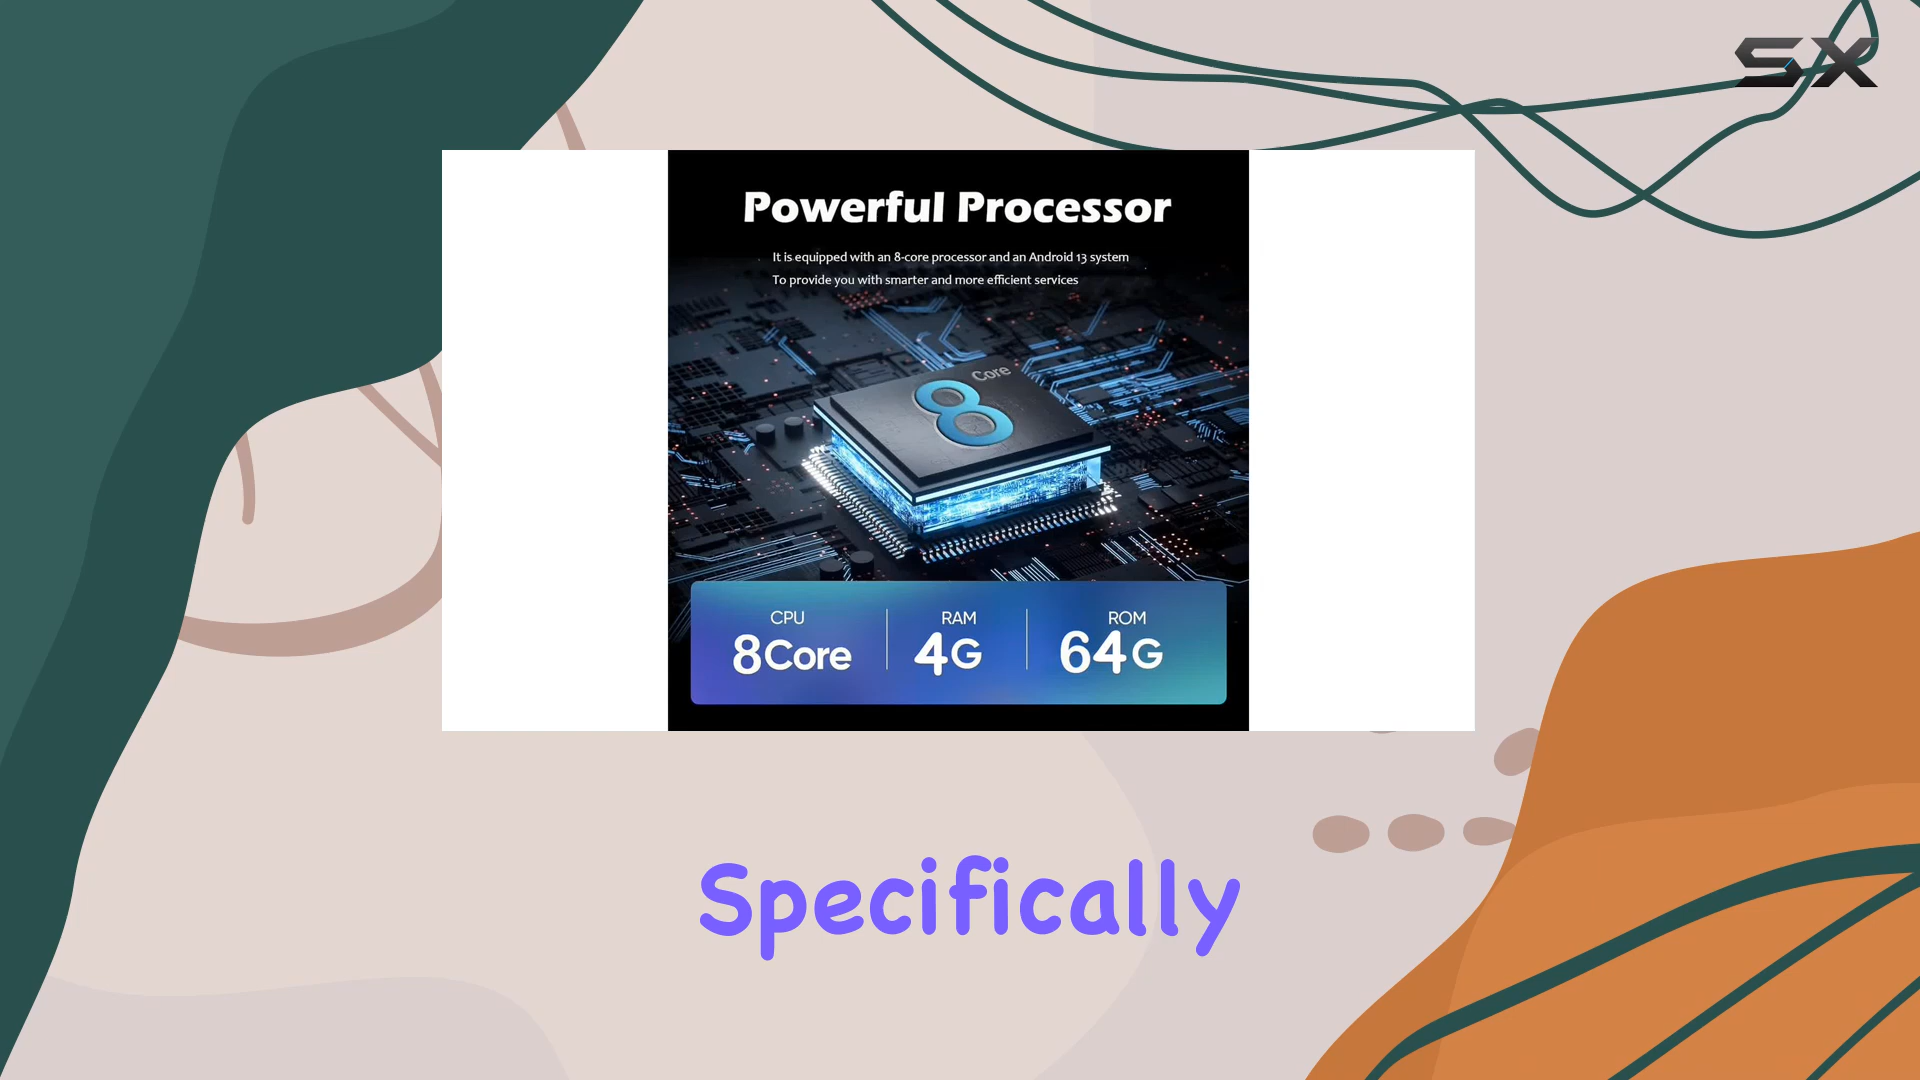 SX
Powerful Processor
It is equipped with an 8-core processor and an Android 13 system
To provide you with smarter and more efficient services
8 Core
CPU
8Core
RAM
4G
ROM
64G
Specifically